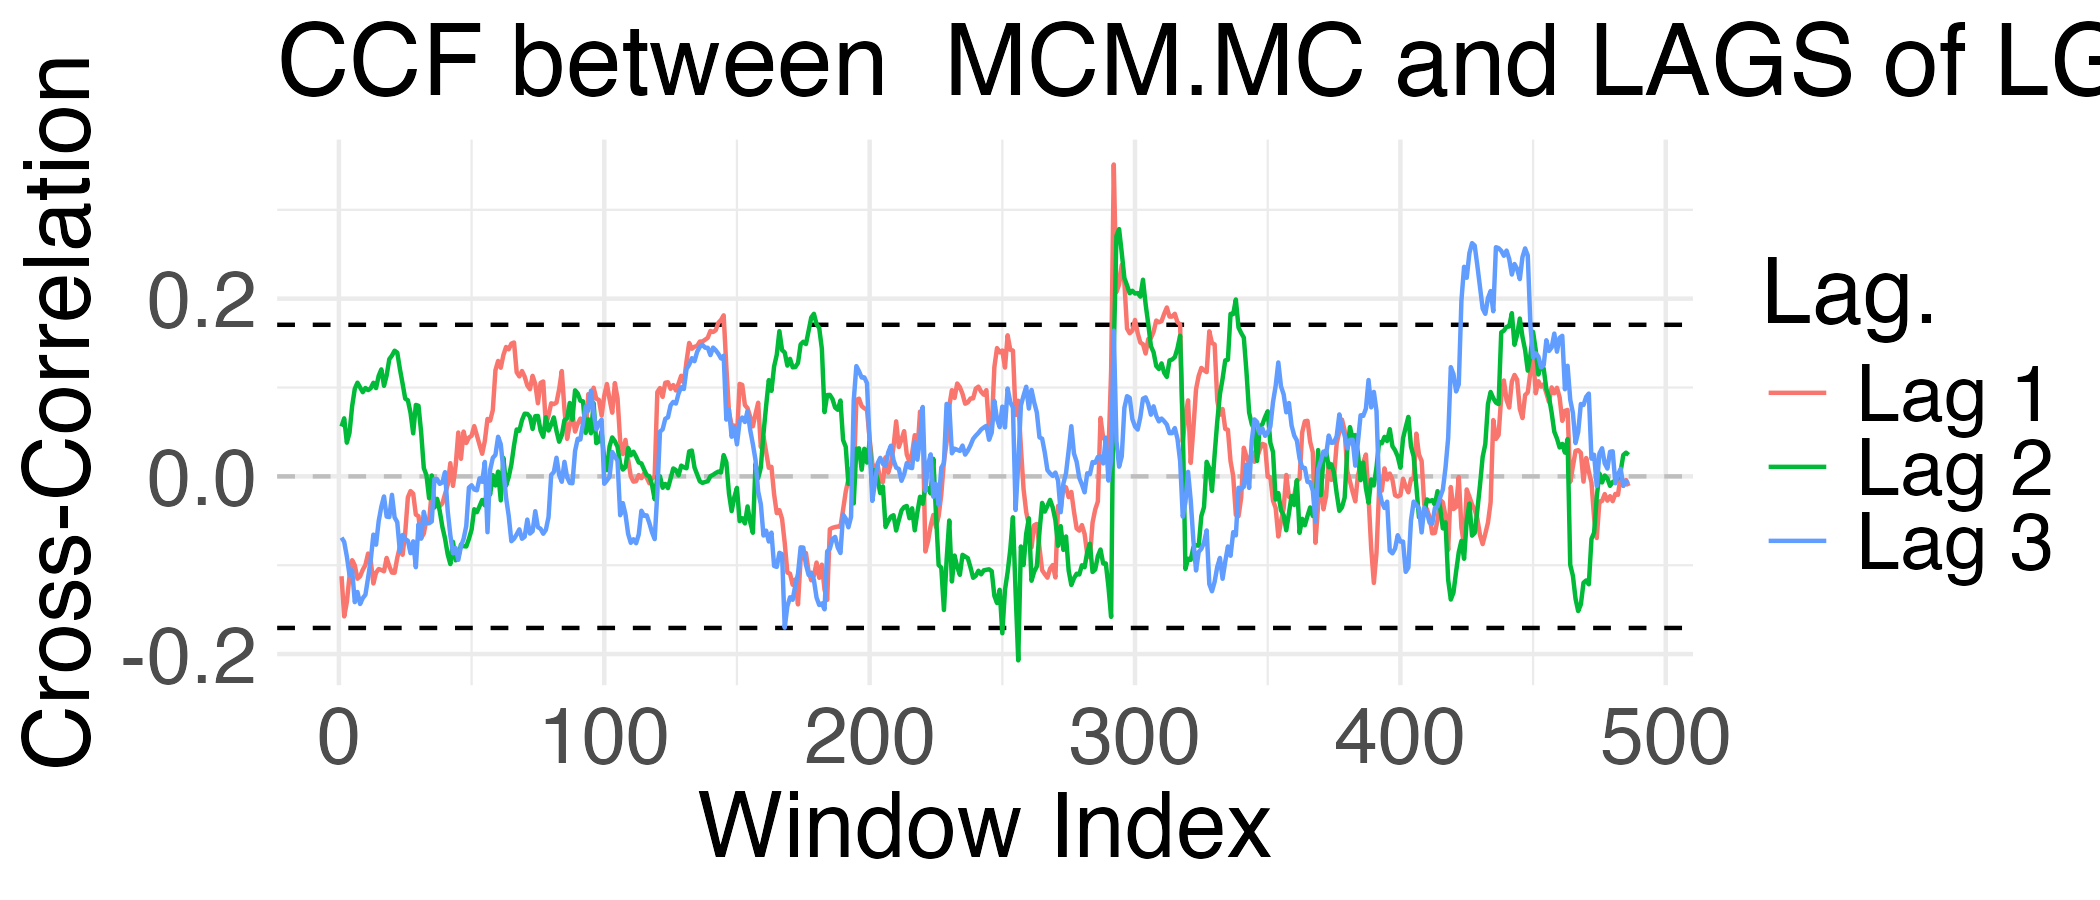 CCF between  MCM.MC and LAGS of LG
Cross-Correlation
0.2
0.0
-0.2
0 100 200 300 400 500
Window Index
Lag.
Lag 1
Lag 2
Lag 3